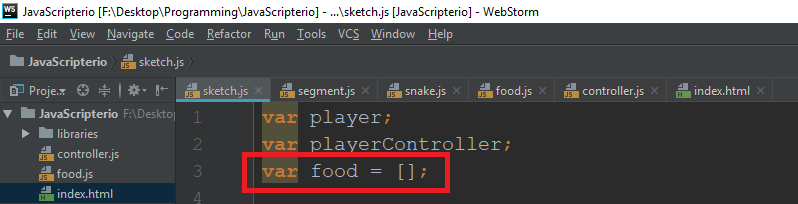 WS JavaScripterio [F:\Desktop\Programming\JavaScripterio] - ...\sketch.js [JavaScripterio] - WebStorm
File Edit View Navigate Code Refactor Run Tools VCS Window Help
JavaScripterio sketch.js
Proje.. sketch.js segment.js snake.js food.js controller.js index.html
JavaScripterio F:\Desktop
libraries
controller.js
food.js
index.html
1 var player;
2 var playerController;
3 var food = [];
4